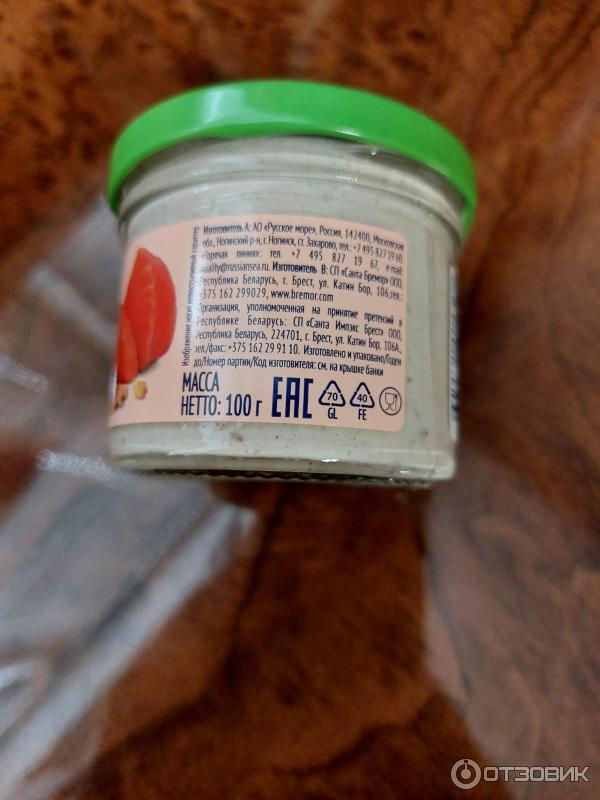 Изготовитель А: АО «Русское море», Россия, 142400, Московская
обл., Ногинский р-н, г. Ногинск, ст. Захарово, тел.: +7 495 827 19 60.
«Горячая линия»: тел. +7 495 827 19 67, e-mail:
quality@russiansea.ru. Изготовитель В: СП «Санта Бремор» ООО,
Республика Беларусь, г. Брест, ул. Катин Бор, 106, тел.:
+375 162 299029, www.bremor.com.
Организация, уполномоченная на принятие претензий в
Республике Беларусь: СП «Санта Импэкс Брест» ООО,
Республика Беларусь, 224701, г. Брест, ул. Катин Бор, 106А,
тел./факс: +375 162 29 91 10. Изготовлено и упаковано/Годен
до/Номер партии/Код изготовителя: см. на крышке банки
Изображение носит иллюстративный характер
МАССА
НЕТТО: 100 г
EAC
70
GL
40
FE
ОТЗОВИК